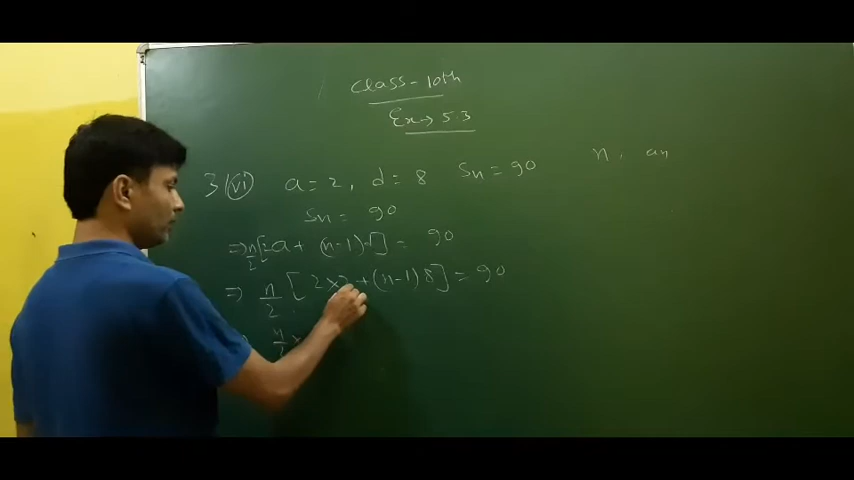 class - 10th
Ex → 5.3
3 (vi) a = 2, d = 8 Sn = 90 n, an
Sn = 90
⇒ n/2 [2a + (n-1)d] = 90
⇒ n/2 [2×2 + (n-1)8] = 90
n/2 ×